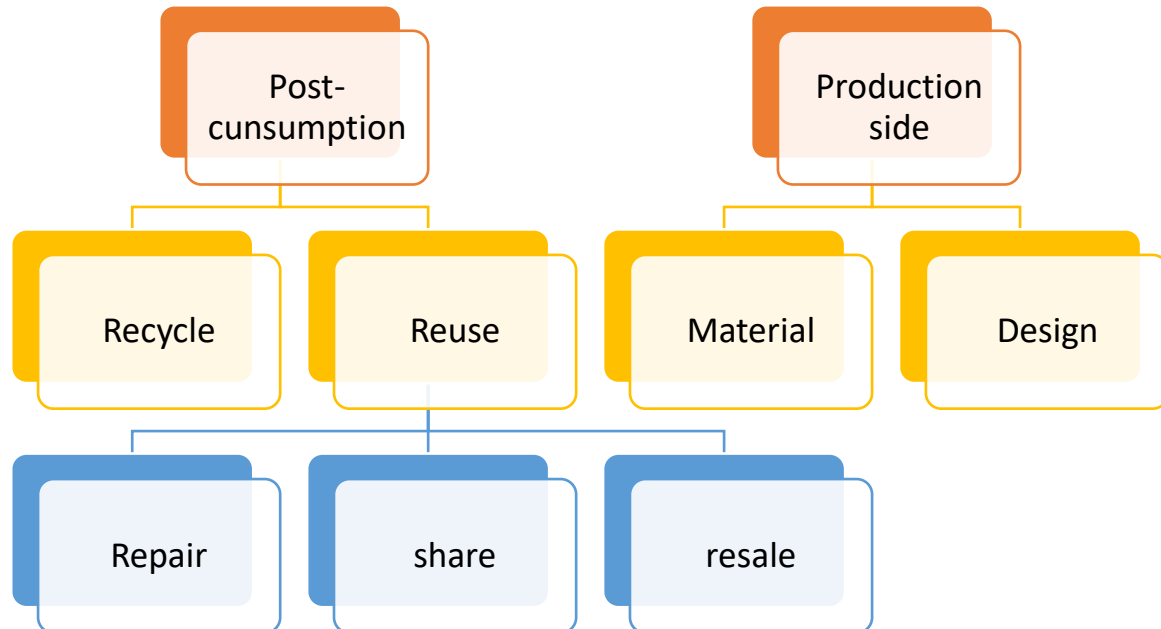 Post-
cunsumption
Production
side
Recycle
Reuse
Material
Design
Repair
share
resale